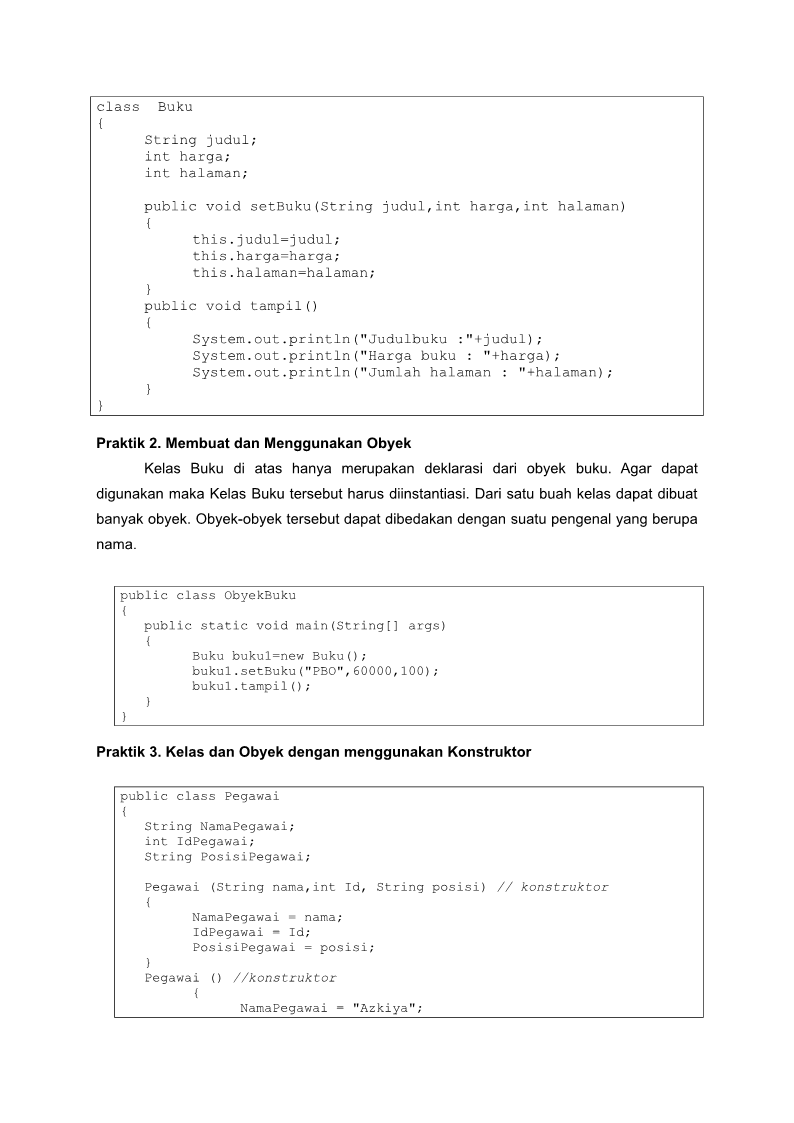 class  Buku
{
String judul;
int harga;
int halaman;
public void setBuku(String judul,int harga,int halaman)
{
this.judul=judul;
this.harga=harga;
this.halaman=halaman;
}
public void tampil()
{
System.out.println("Judulbuku :"+judul);
System.out.println("Harga buku : "+harga);
System.out.println("Jumlah halaman : "+halaman);
}
}
Praktik 2. Membuat dan Menggunakan Obyek
Kelas Buku di atas hanya merupakan deklarasi dari obyek buku. Agar dapat
digunakan maka Kelas Buku tersebut harus diinstantiasi. Dari satu buah kelas dapat dibuat
banyak obyek. Obyek-obyek tersebut dapat dibedakan dengan suatu pengenal yang berupa
nama.
public class ObyekBuku
{
public static void main(String[] args)
{
Buku buku1=new Buku();
buku1.setBuku("PBO",60000,100);
buku1.tampil();
}
}
Praktik 3. Kelas dan Obyek dengan menggunakan Konstruktor
public class Pegawai
{
String NamaPegawai;
int IdPegawai;
String PosisiPegawai;
Pegawai (String nama,int Id, String posisi) // konstruktor
{
NamaPegawai = nama;
IdPegawai = Id;
PosisiPegawai = posisi;
}
Pegawai () //konstruktor
{
NamaPegawai = "Azkiya";